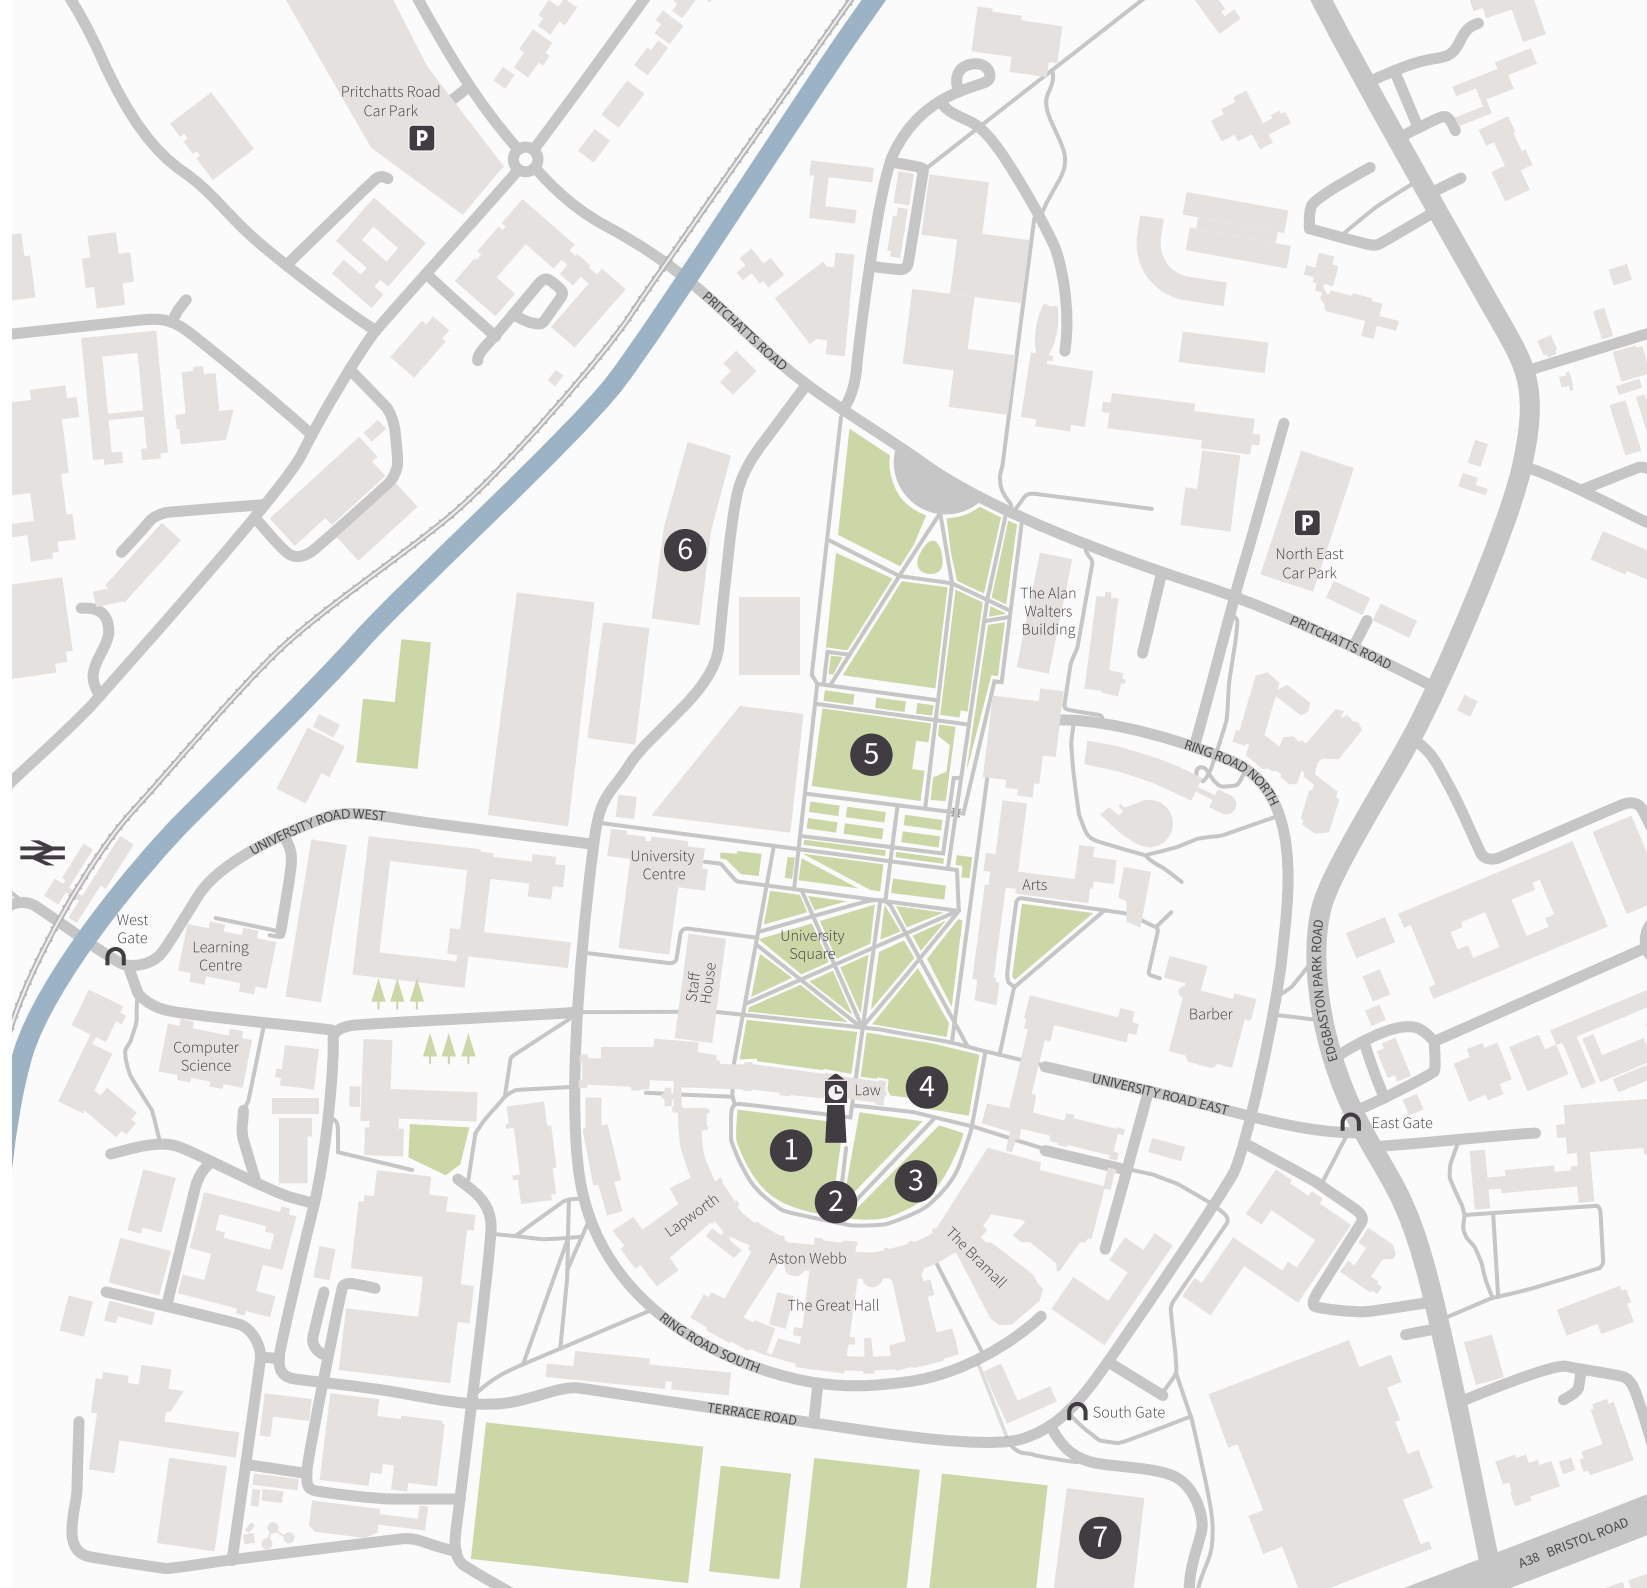 Pritchatts Road
Car Park
P
PRITCHATTS ROAD
6
P
North East
Car Park
The Alan
Walters
Building
PRITCHATTS ROAD
5
RING ROAD NORTH
UNIVERSITY ROAD WEST
University
Centre
Arts
West
Gate
Learning
Centre
University
Square
Staff
House
Barber
EDGBASTON PARK ROAD
Computer
Science
Law
4
UNIVERSITY ROAD EAST
East Gate
1
2
3
Lapworth
Aston Webb
The Bramall
The Great Hall
RING ROAD SOUTH
TERRACE ROAD
South Gate
7
A38 BRISTOL ROAD